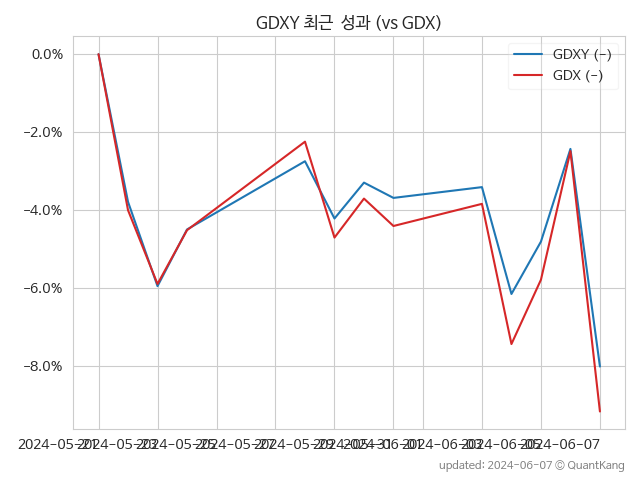 GDXY 최근 성과 (vs GDX)
GDXY (-)
GDX (-)
0.0%
-2.0%
-4.0%
-6.0%
-8.0%
2024-05-21 2024-05-23 2024-05-25 2024-05-27 2024-05-29 2024-05-31 2024-06-01 2024-06-03 2024-06-05 2024-06-07
updated: 2024-06-07 © QuantKang